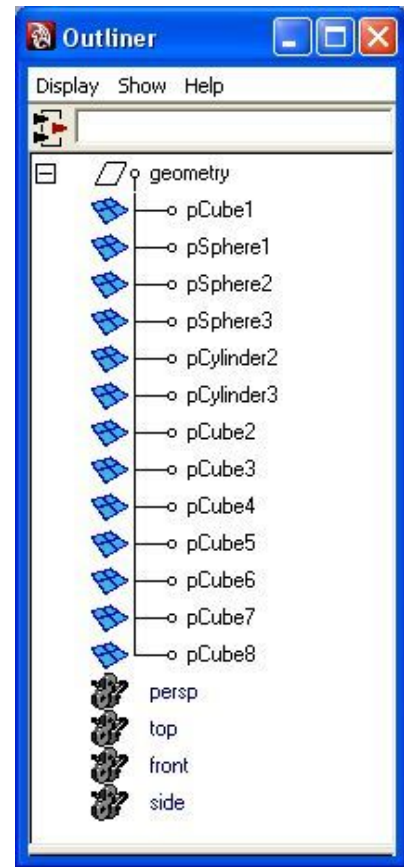 Outliner
Display Show Help
geometry
pCube1
pSphere1
pSphere2
pSphere3
pCylinder2
pCylinder3
pCube2
pCube3
pCube4
pCube5
pCube6
pCube7
pCube8
persp
top
front
side